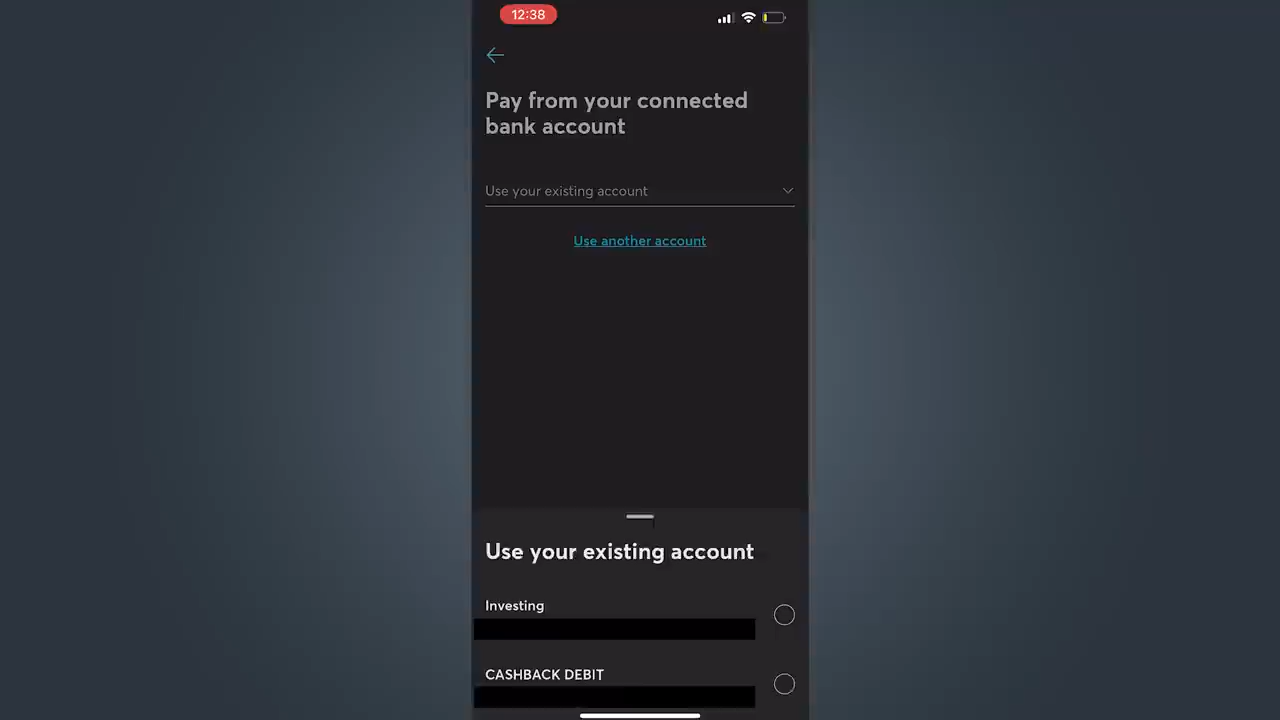 12:38
Pay from your connected
bank account
Use your existing account
Use another account
Use your existing account
Investing
CASHBACK DEBIT